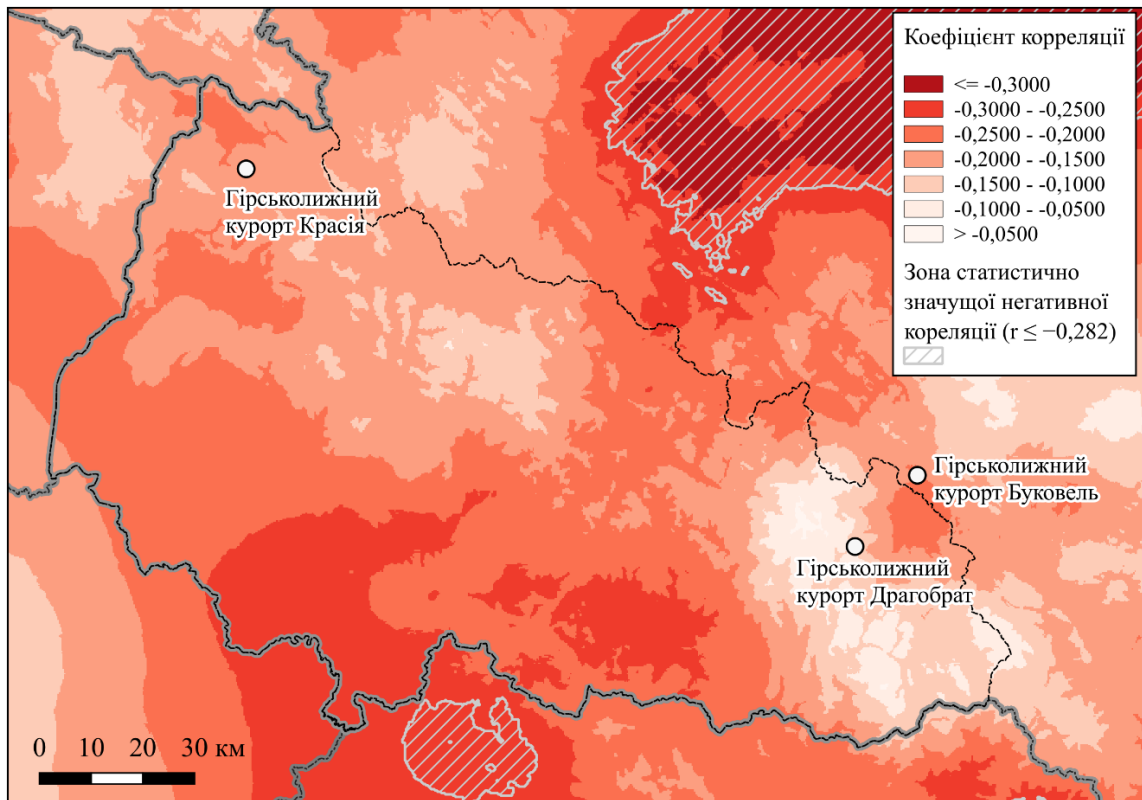 Коефіцієнт корреляції
<= -0,3000
-0,3000 - -0,2500
-0,2500 - -0,2000
-0,2000 - -0,1500
-0,1500 - -0,1000
-0,1000 - -0,0500
> -0,0500
Зона статистично
значущої негативної
кореляції (r ≤ −0,282)
Гірськолижний
курорт Красія
Гірськолижний
курорт Буковель
Гірськолижний
курорт Драгобрат
0 10 20 30 км